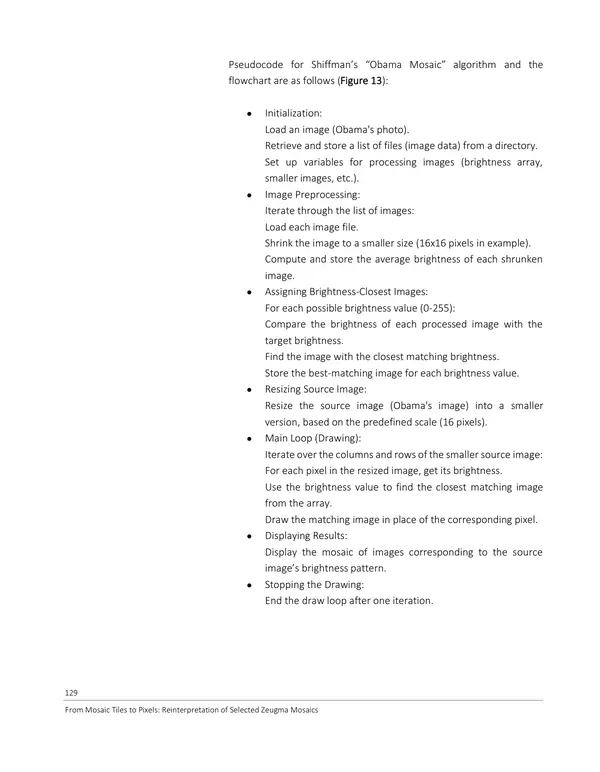 Pseudocode for Shiffman's “Obama Mosaic” algorithm and the
flowchart are as follows (Figure 13):
● Initialization:
Load an image (Obama's photo).
Retrieve and store a list of files (image data) from a directory.
Set up variables for processing images (brightness array,
smaller images, etc.).
● Image Preprocessing:
Iterate through the list of images:
Load each image file.
Shrink the image to a smaller size (16x16 pixels in example).
Compute and store the average brightness of each shrunken
image.
● Assigning Brightness-Closest Images:
For each possible brightness value (0-255):
Compare the brightness of each processed image with the
target brightness.
Find the image with the closest matching brightness.
Store the best-matching image for each brightness value.
● Resizing Source Image:
Resize the source image (Obama's image) into a smaller
version, based on the predefined scale (16 pixels).
● Main Loop (Drawing):
Iterate over the columns and rows of the smaller source image:
For each pixel in the resized image, get its brightness.
Use the brightness value to find the closest matching image
from the array.
Draw the matching image in place of the corresponding pixel.
● Displaying Results:
Display the mosaic of images corresponding to the source
image's brightness pattern.
● Stopping the Drawing:
End the draw loop after one iteration.
129
From Mosaic Tiles to Pixels: Reinterpretation of Selected Zeugma Mosaics